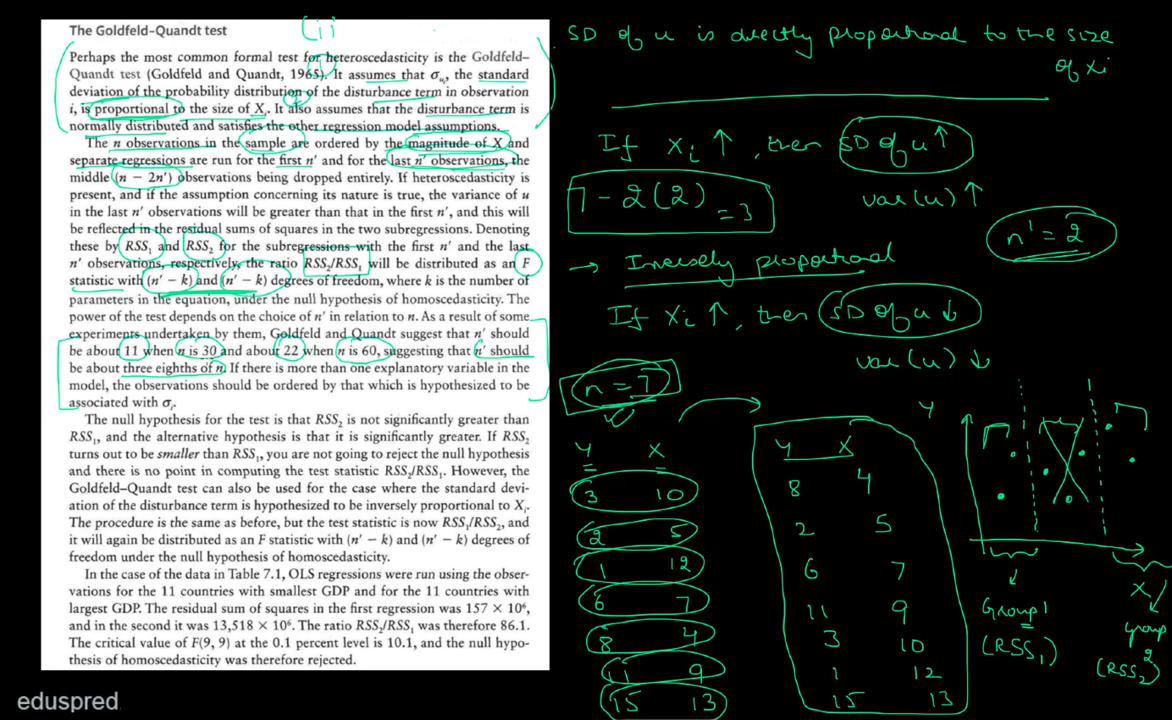 The Goldfeld–Quandt test
(1)
Perhaps the most common formal test for heteroscedasticity is the Goldfeld–
Quandt test (Goldfeld and Quandt, 1965). It assumes that σui, the standard
deviation of the probability distribution of the disturbance term in observation
i, is proportional to the size of Xi. It also assumes that the disturbance term is
normally distributed and satisfies the other regression model assumptions.
The n observations in the sample are ordered by the magnitude of X and
separate regressions are run for the first n′ and for the last n′ observations, the
middle (n − 2n′) observations being dropped entirely. If heteroscedasticity is
present, and if the assumption concerning its nature is true, the variance of u
in the last n′ observations will be greater than that in the first n′, and this will
be reflected in the residual sums of squares in the two subregressions. Denoting
these by RSS1 and RSS2 for the subregressions with the first n′ and the last
n′ observations, respectively, the ratio RSS2/RSS1 will be distributed as an F
statistic with (n′ − k) and (n′ − k) degrees of freedom, where k is the number of
parameters in the equation, under the null hypothesis of homoscedasticity. The
power of the test depends on the choice of n′ in relation to n. As a result of some
experiments undertaken by them, Goldfeld and Quandt suggest that n′ should
be about 11 when n is 30 and about 22 when n is 60, suggesting that n′ should
be about three eighths of n. If there is more than one explanatory variable in the
model, the observations should be ordered by that which is hypothesized to be
associated with σi.
The null hypothesis for the test is that RSS2 is not significantly greater than
RSS1, and the alternative hypothesis is that it is significantly greater. If RSS2
turns out to be smaller than RSS1, you are not going to reject the null hypothesis
and there is no point in computing the test statistic RSS2/RSS1. However, the
Goldfeld–Quandt test can also be used for the case where the standard devi-
ation of the disturbance term is hypothesized to be inversely proportional to Xi.
The procedure is the same as before, but the test statistic is now RSS1/RSS2, and
it will again be distributed as an F statistic with (n′ − k) and (n′ − k) degrees of
freedom under the null hypothesis of homoscedasticity.
In the case of the data in Table 7.1, OLS regressions were run using the obser-
vations for the 11 countries with smallest GDP and for the 11 countries with
largest GDP. The residual sum of squares in the first regression was 157 × 10⁶,
and in the second it was 13,518 × 10⁶. The ratio RSS2/RSS1 was therefore 86.1.
The critical value of F(9, 9) at the 0.1 percent level is 10.1, and the null hypo-
thesis of homoscedasticity was therefore rejected.
eduspred
SD of u is directly proportional to the size
of Xi
If Xi ↑, then SD of u ↑
var(u) ↑
7 - 2(2) = 3
n' = 2
→ Inversely proportional
If Xi ↑, then SD of u ↓
var(u) ↓
n = 7
Y X
3 10
2 5
1 12
6 7
8 4
11 9
15 13
Y X
8 4
2 5
6 7
11 9
3 10
1 12
15 13
Y
X
Group 1
(RSS1)
group 2
(RSS2)